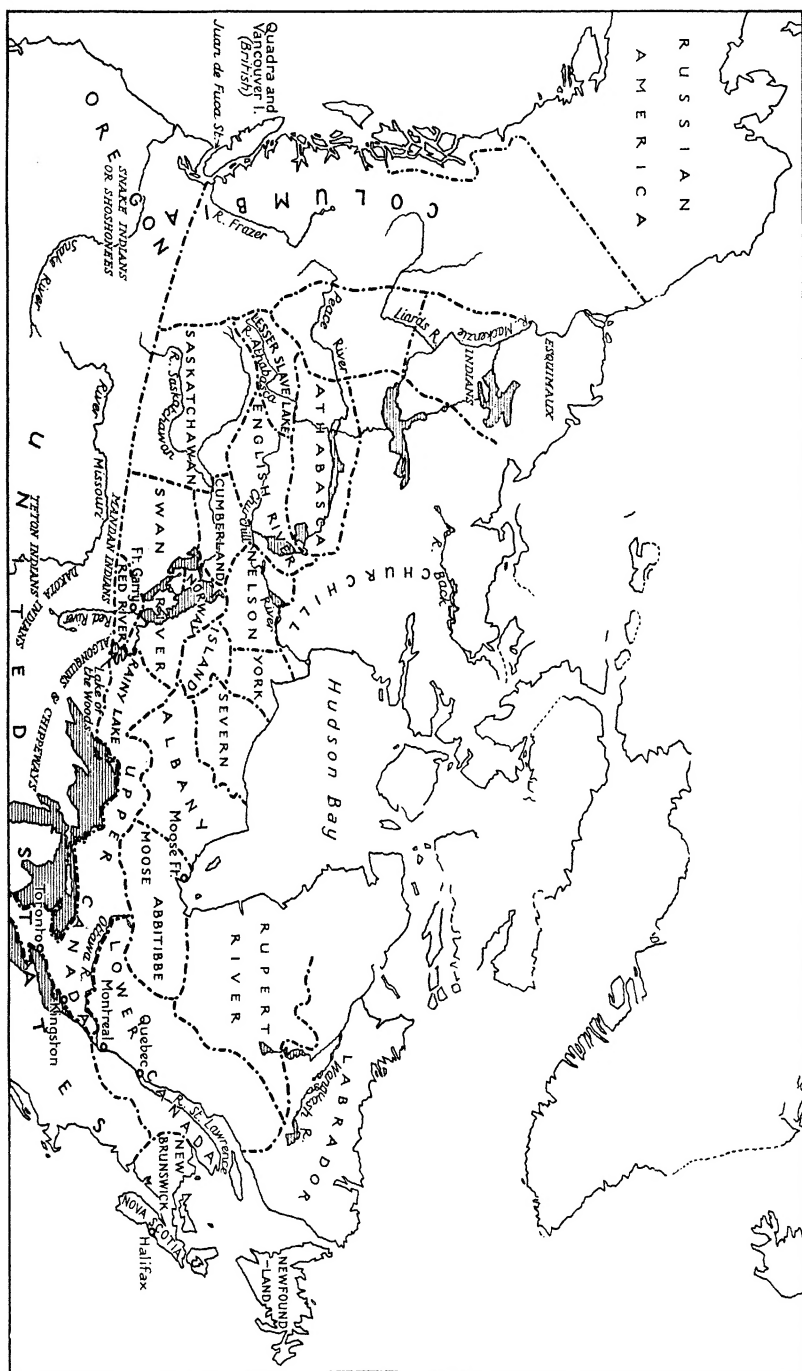 RUSSIAN
AMERICA
Quadra and
Vancouver I.
(British)
Juan de Fuca St.
COLUMBIA
R. Frazer
OREGON
SNAKE INDIANS
OR SHOSHONEES
Snake River
ESQUIMAUX
INDIANS
R. Mackenzie
Liards R.
Peace River
ATHABASCA
LESSER SLAVE LAKE
R. Athabasca
ENGLISH RIVER
Churchill River
SASKATCHAWAN
R. Saskatchawan
CUMBERLAND
NELSON
YORK
CHURCHILL
R. Back
SWAN RIVER
NORWAY
ISLAND
SEVERN
Ft. Garry
RED RIVER
RAINY LAKE
Lake of
the Woods
ALBANY
Moose Ft.
MOOSE
ABBITIBBE
Hudson Bay
RUPERT
RIVER
LABRADOR
River Missouri
MANDAN INDIANS
DAKOTA
TETON INDIANS
INDIANS
Red River
ALGONQUINS & CHIPPEWAYS
UNITED STATES
UPPER CANADA
Toronto
Kingston
Ottawa R.
Montreal
LOWER CANADA
Quebec
R. St. Lawrence
NEW
BRUNSWICK
NOVA SCOTIA
Halifax
NEWFOUND
-LAND